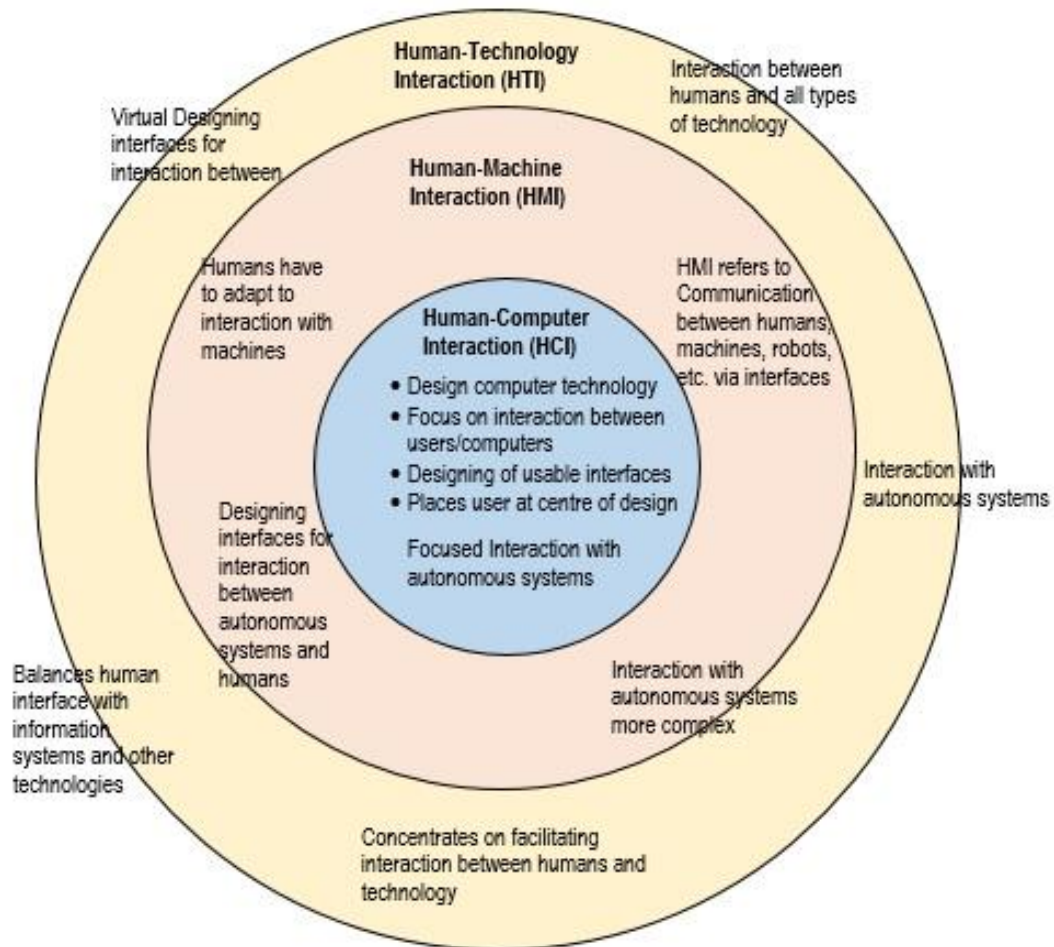 Human-Technology
Interaction (HTI)
Interaction between
humans and all types
of technology
Virtual Designing
interfaces for
interaction between
Human-Machine
Interaction (HMI)
Humans have
to adapt to
interaction with
machines
HMI refers to
Communication
between humans,
machines, robots,
etc. via interfaces
Human-Computer
Interaction (HCI)
• Design computer technology
• Focus on interaction between
users/computers
• Designing of usable interfaces
• Places user at centre of design
Focused Interaction with
autonomous systems
Interaction with
autonomous systems
Designing
interfaces for
interaction
between
autonomous
systems and
humans
Balances human
interface with
information
systems and other
technologies
Interaction with
autonomous systems
more complex
Concentrates on facilitating
interaction between humans and
technology